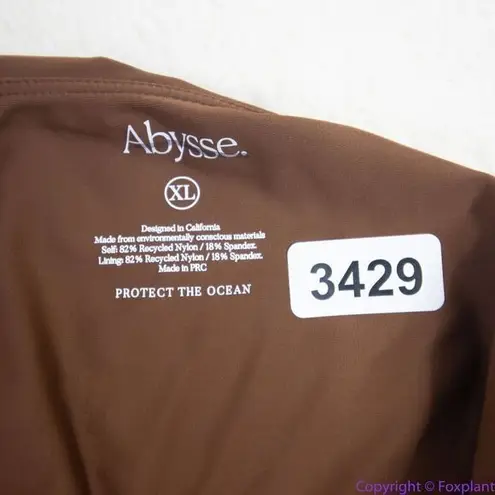 Abysse.
XL
Designed in California
Made from environmentally conscious materials
Self: 82% Recycled Nylon / 18% Spandex.
Lining: 82% Recycled Nylon / 18% Spandex.
Made in PRC
PROTECT THE OCEAN
3429
Copyright © Foxplant